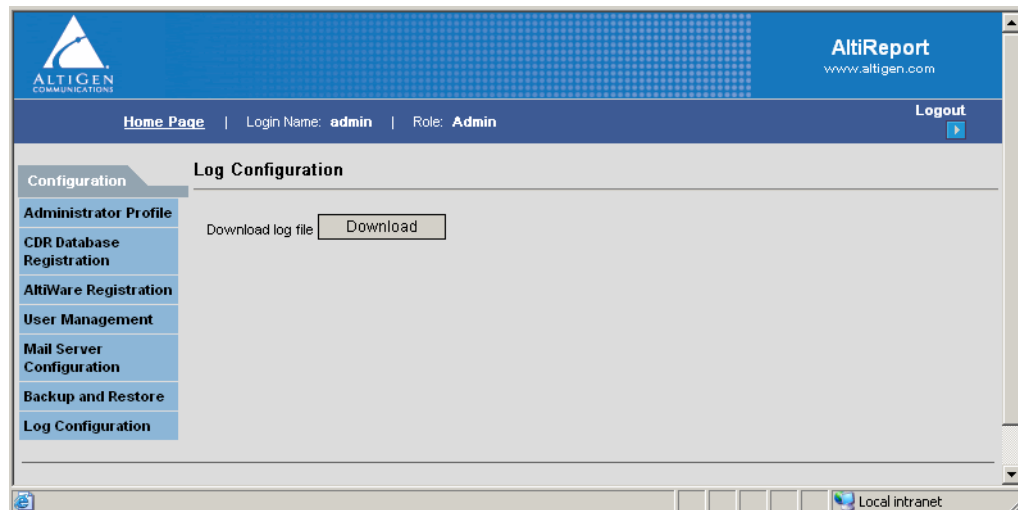 ALTIGEN
COMMUNICATIONS
AltiReport
www.altigen.com
Home Page | Login Name: admin | Role: Admin
Logout
Configuration
Log Configuration
Administrator Profile
CDR Database
Registration
AltiWare Registration
User Management
Mail Server
Configuration
Backup and Restore
Log Configuration
Download log file Download
Local intranet